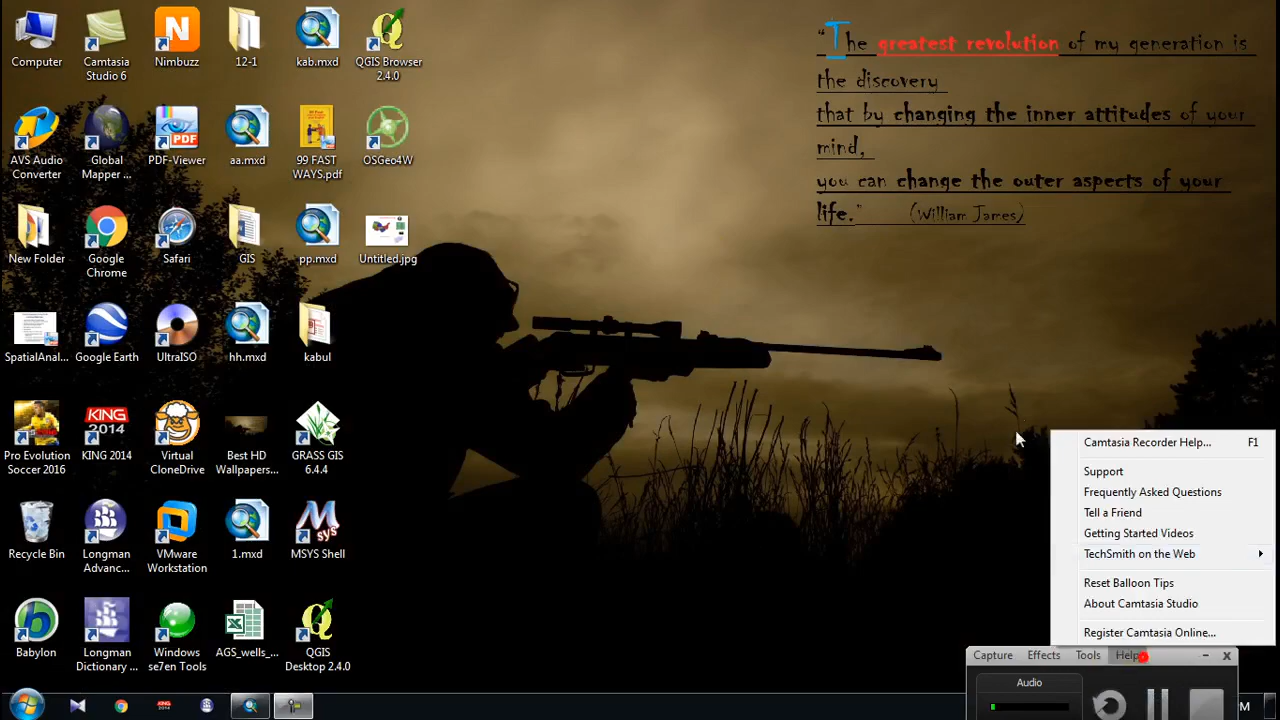 “The greatest revolution of my generation is
the discovery
that by changing the inner attitudes of your
mind,
you can change the outer aspects of your
life.” (William James)
Computer
Camtasia
Studio 6
Nimbuzz
12-1
kab.mxd
QGIS Browser
2.4.0
AVS Audio
Converter
Global
Mapper ...
PDF-Viewer
aa.mxd
99 FAST
WAYS.pdf
OSGeo4W
New Folder
Google
Chrome
Safari
GIS
pp.mxd
Untitled.jpg
SpatialAnal...
Google Earth
UltraISO
hh.mxd
kabul
Pro Evolution
Soccer 2016
KING 2014
Virtual
CloneDrive
Best HD
Wallpapers...
GRASS GIS
6.4.4
Recycle Bin
Longman
Advanc...
VMware
Workstation
1.mxd
MSYS Shell
Babylon
Longman
Dictionary ...
Windows
se7en Tools
AGS_wells_...
QGIS
Desktop 2.4.0
Camtasia Recorder Help... F1
Support
Frequently Asked Questions
Tell a Friend
Getting Started Videos
TechSmith on the Web
Reset Balloon Tips
About Camtasia Studio
Register Camtasia Online...
Capture Effects Tools Help
Audio
M